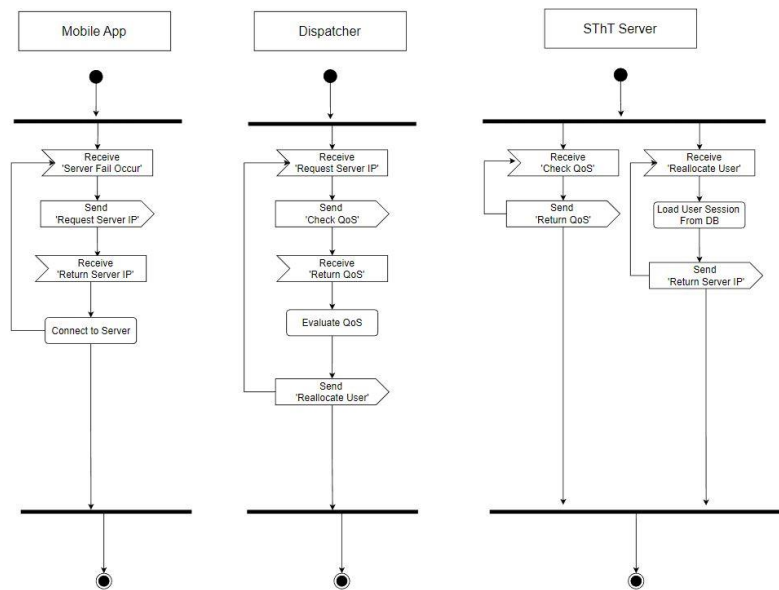 Mobile App
Dispatcher
SThT Server
Receive
'Server Fail Occur'
Send
'Request Server IP'
Receive
'Return Server IP'
Connect to Server
Receive
'Request Server IP'
Send
'Check QoS'
Receive
'Return QoS'
Evaluate QoS
Send
'Reallocate User'
Receive
'Check QoS'
Send
'Return QoS'
Receive
'Reallocate User'
Load User Session
From DB
Send
'Return Server IP'